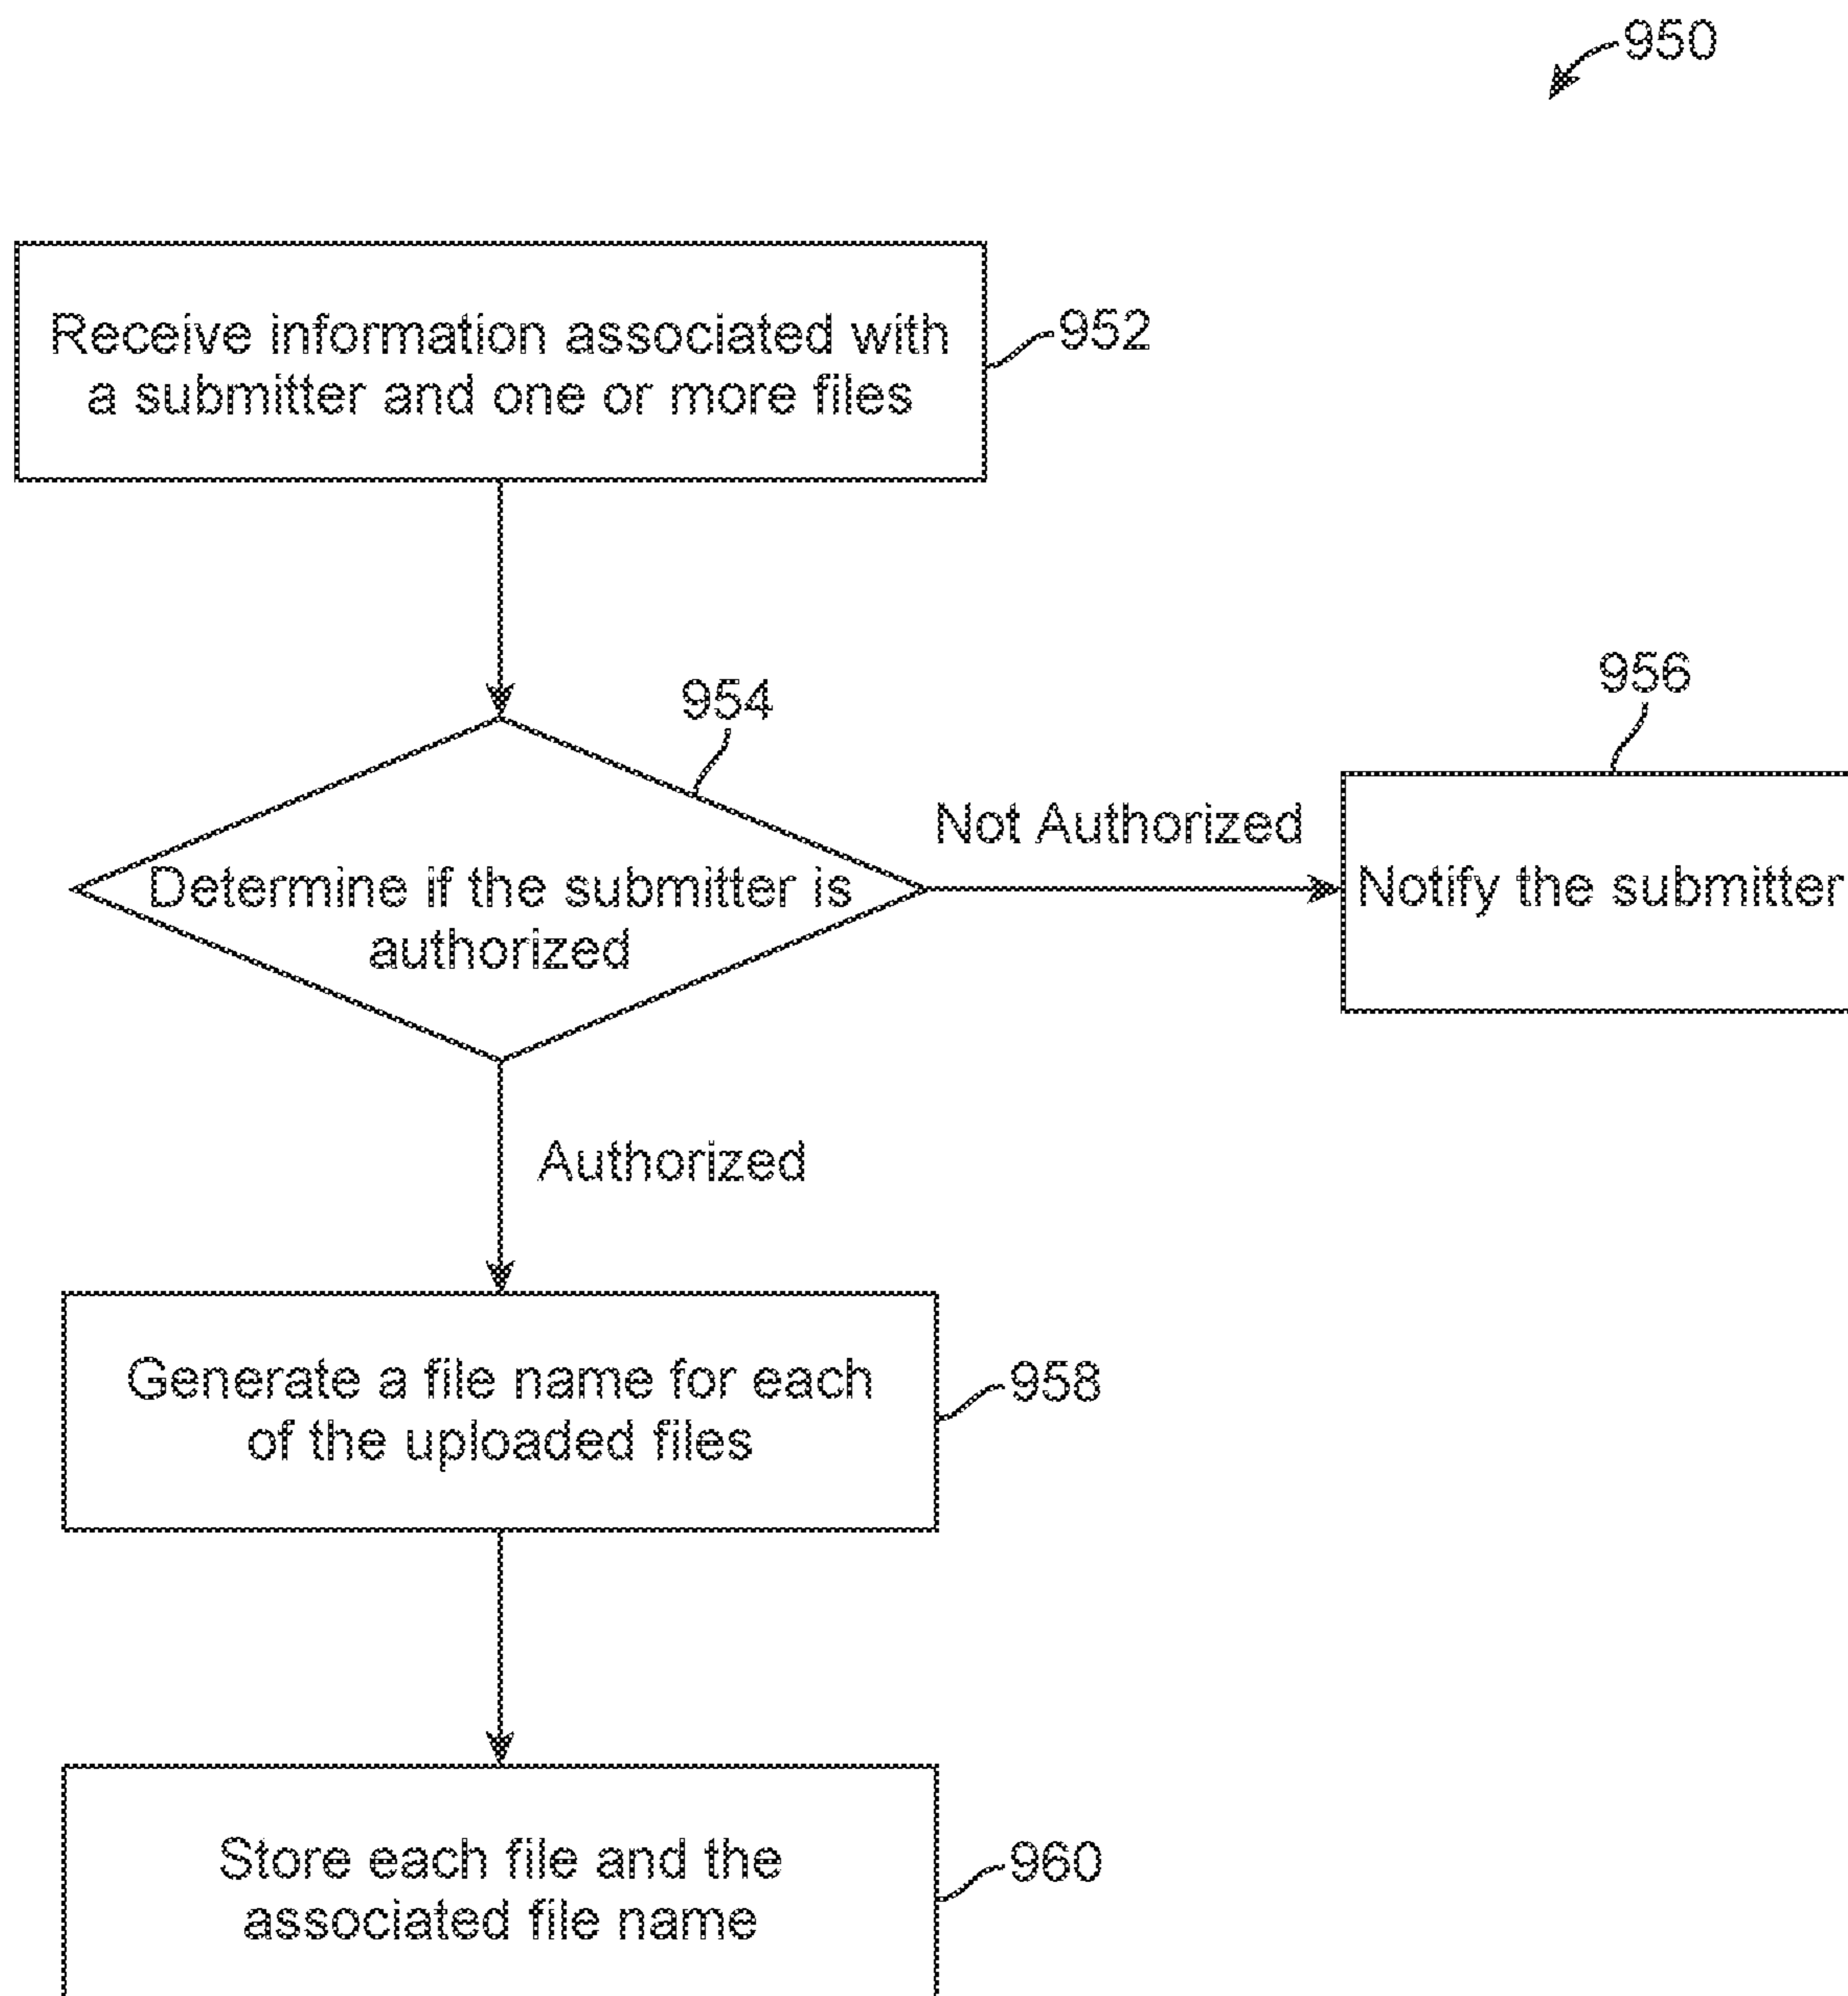 950
Receive information associated with
a submitter and one or more files
952
954
Determine if the submitter is
authorized
Not Authorized
956
Notify the submitter
Authorized
Generate a file name for each
of the uploaded files
958
Store each file and the
associated file name
960